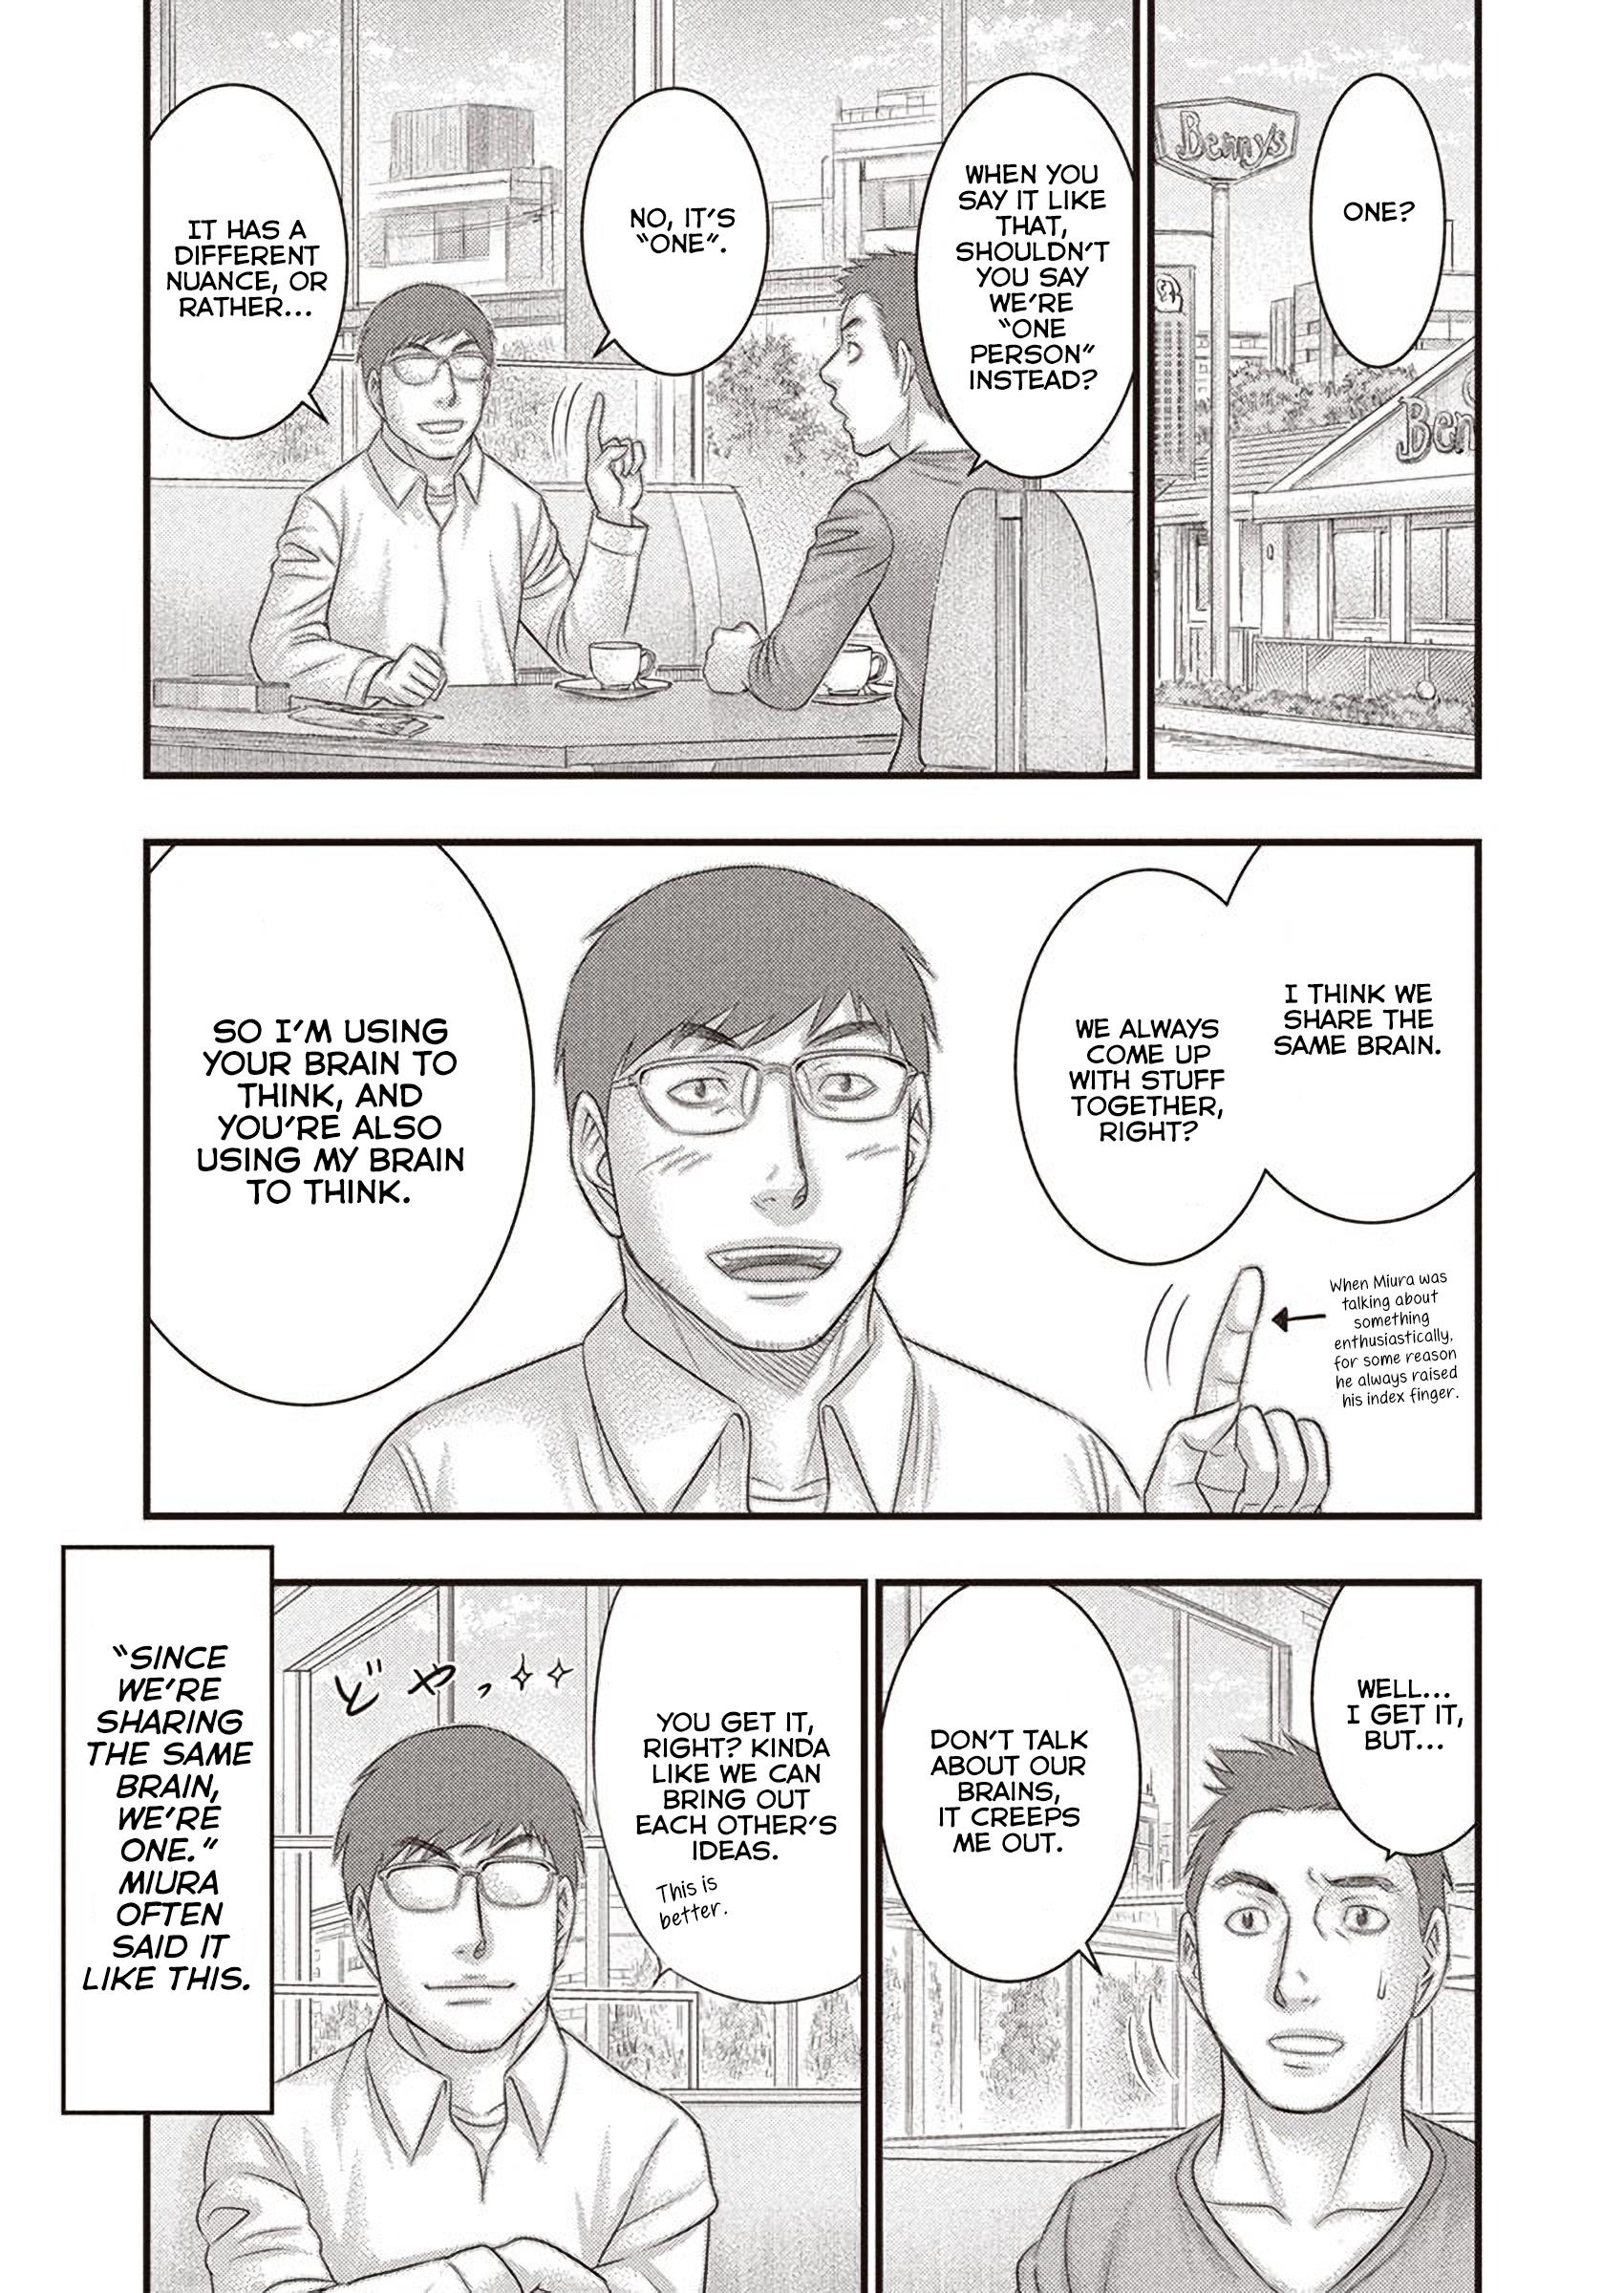 ONE?
Benny's
Ben
WHEN YOU
SAY IT LIKE
THAT,
SHOULDN'T
YOU SAY
WE'RE
"ONE
PERSON"
INSTEAD?
NO, IT'S
"ONE".
IT HAS A
DIFFERENT
NUANCE, OR
RATHER...
I THINK WE
SHARE THE
SAME BRAIN.
WE ALWAYS
COME UP
WITH STUFF
TOGETHER,
RIGHT?
When Miura was
talking about
something
enthusiastically,
for some reason
he always raised
his index finger.
SO I'M USING
YOUR BRAIN TO
THINK, AND
YOU'RE ALSO
USING MY BRAIN
TO THINK.
WELL...
I GET IT,
BUT...
DON'T TALK
ABOUT OUR
BRAINS,
IT CREEPS
ME OUT.
YOU GET IT,
RIGHT? KINDA
LIKE WE CAN
BRING OUT
EACH OTHER'S
IDEAS.
This is
better.
どやっ
"SINCE
WE'RE
SHARING
THE SAME
BRAIN,
WE'RE
ONE."
MIURA
OFTEN
SAID IT
LIKE THIS.